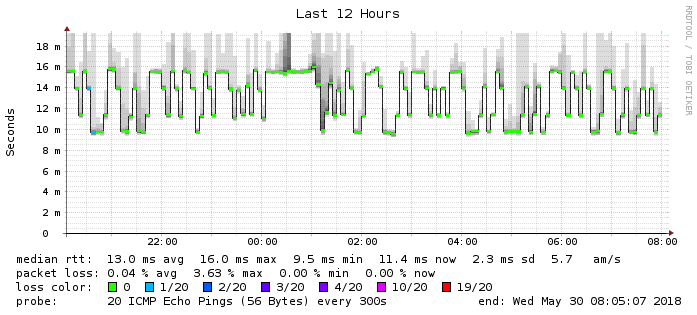 Last 12 Hours
RRDTOOL / TOBI OETIKER
Seconds
18 m
16 m
14 m
12 m
10 m
8 m
6 m
4 m
2 m
0
22:00 00:00 02:00 04:00 06:00 08:00
median rtt: 13.0 ms avg 16.0 ms max 9.5 ms min 11.4 ms now 2.3 ms sd 5.7 am/s
packet loss: 0.04 % avg 3.63 % max 0.00 % min 0.00 % now
loss color: 0 1/20 2/20 3/20 4/20 10/20 19/20
probe: 20 ICMP Echo Pings (56 Bytes) every 300s end: Wed May 30 08:05:07 2018